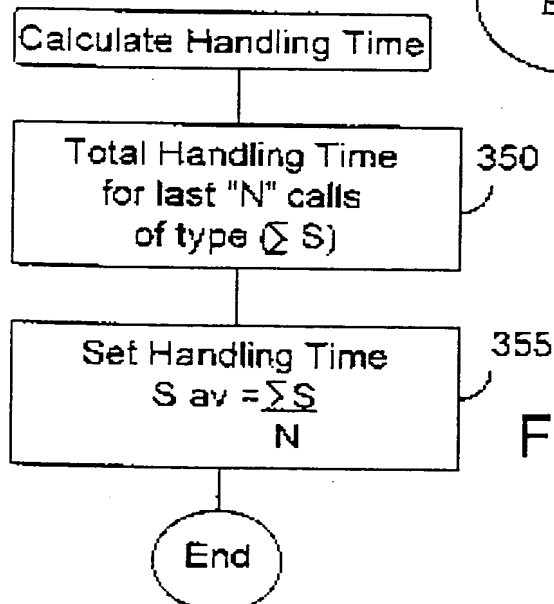 Calculate Handling Time
Total Handling Time
for last "N" calls
of type (∑ S)
350
Set Handling Time
S av = ∑S
N
355
F
End